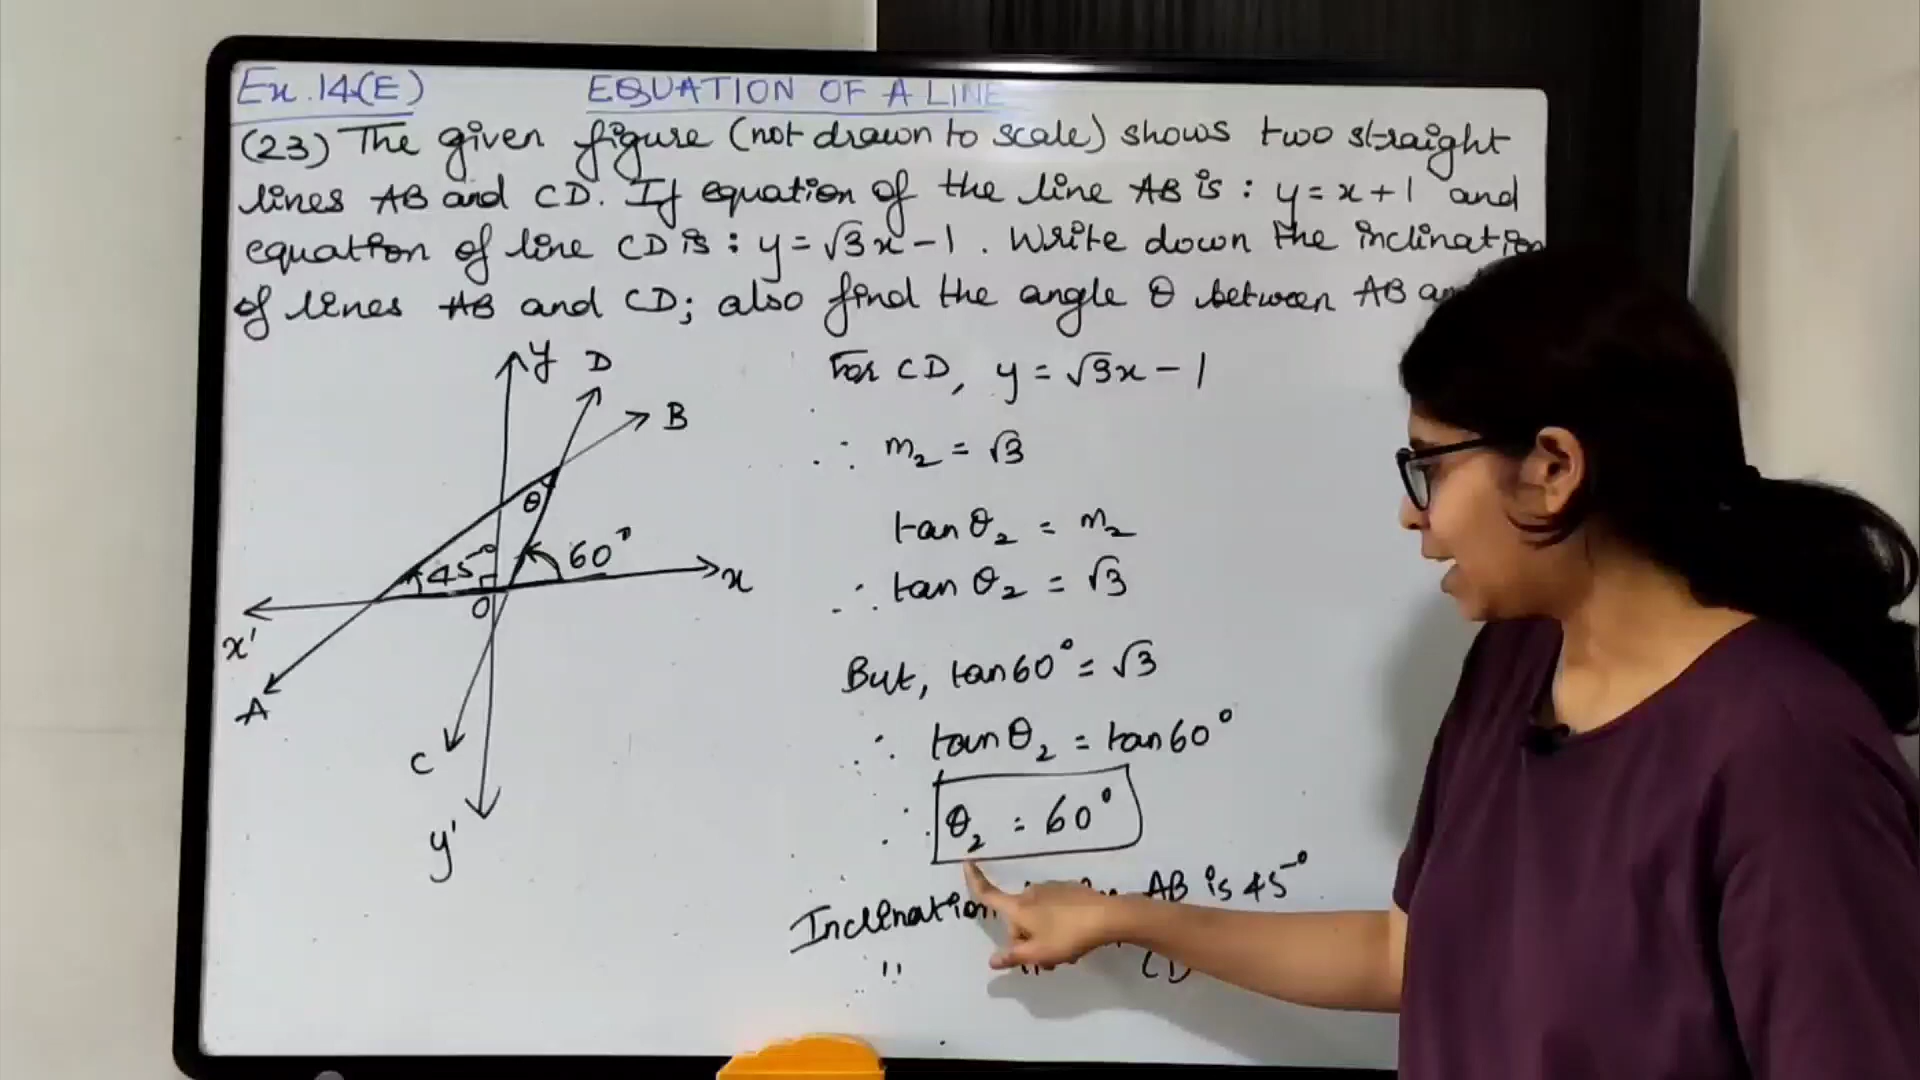 Ex.14(E) EQUATION OF A LINE
(23) The given figure (not drawn to scale) shows two straight
lines AB and CD. If equation of the line AB is : y = x + 1 and
equation of line CD is : y = √3x - 1. Write down the inclination
of lines AB and CD; also find the angle θ between AB
y D
B
θ
45° 60°
x
O
x'
A
C
y'
For CD, y = √3x - 1
∴ m₂ = √3
tan θ₂ = m₂
∴ tan θ₂ = √3
But, tan 60° = √3
∴ tan θ₂ = tan 60°
∴ θ₂ = 60°
Inclination AB is 45°
" " CD